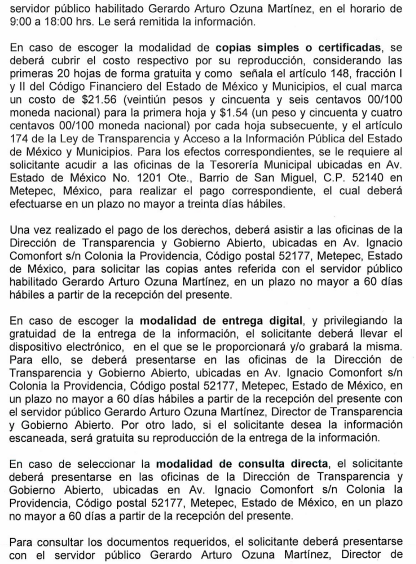 servidor público habilitado Gerardo Arturo Ozuna Martínez, en el horario de
9:00 a 18:00 hrs. Le será remitida la información.
En caso de escoger la modalidad de copias simples o certificadas, se
deberá cubrir el costo respectivo por su reproducción, considerando las
primeras 20 hojas de forma gratuita y como señala el artículo 148, fracción I
y II del Código Financiero del Estado de México y Municipios, el cual marca
un costo de $21.56 (veintiún pesos y cincuenta y seis centavos 00/100
moneda nacional) para la primera hoja y $1.54 (un peso y cincuenta y cuatro
centavos 00/100 moneda nacional) por cada hoja subsecuente, y el artículo
174 de la Ley de Transparencia y Acceso a la Información Pública del Estado
de México y Municipios. Para los efectos correspondientes, se le requiere al
solicitante acudir a las oficinas de la Tesorería Municipal ubicadas en Av.
Estado de México No. 1201 Ote., Barrio de San Miguel, C.P. 52140 en
Metepec, México, para realizar el pago correspondiente, el cual deberá
efectuarse en un plazo no mayor a treinta días hábiles.
Una vez realizado el pago de los derechos, deberá asistir a las oficinas de la
Dirección de Transparencia y Gobierno Abierto, ubicadas en Av. Ignacio
Comonfort s/n Colonia la Providencia, Código postal 52177, Metepec, Estado
de México, para solicitar las copias antes referida con el servidor público
habilitado Gerardo Arturo Ozuna Martínez, en un plazo no mayor a 60 días
hábiles a partir de la recepción del presente.
En caso de escoger la modalidad de entrega digital, y privilegiando la
gratuidad de la entrega de la información, el solicitante deberá llevar el
dispositivo electrónico, en el que se le proporcionará y/o grabará la misma.
Para ello, se deberá presentarse en las oficinas de la Dirección de
Transparencia y Gobierno Abierto, ubicadas en Av. Ignacio Comonfort s/n
Colonia la Providencia, Código postal 52177, Metepec, Estado de México, en
un plazo no mayor a 60 días hábiles a partir de la recepción del presente con
el servidor público Gerardo Arturo Ozuna Martínez, Director de Transparencia
y Gobierno Abierto. Por otro lado, si el solicitante desea la información
escaneada, será gratuita su reproducción de la entrega de la información.
En caso de seleccionar la modalidad de consulta directa, el solicitante
deberá presentarse en las oficinas de la Dirección de Transparencia y
Gobierno Abierto, ubicadas en Av. Ignacio Comonfort s/n Colonia la
Providencia, Código postal 52177, Metepec, Estado de México, en un plazo
no mayor a 60 días a partir de la recepción del presente.
Para consultar los documentos requeridos, el solicitante deberá presentarse
con el servidor público Gerardo Arturo Ozuna Martínez, Director de